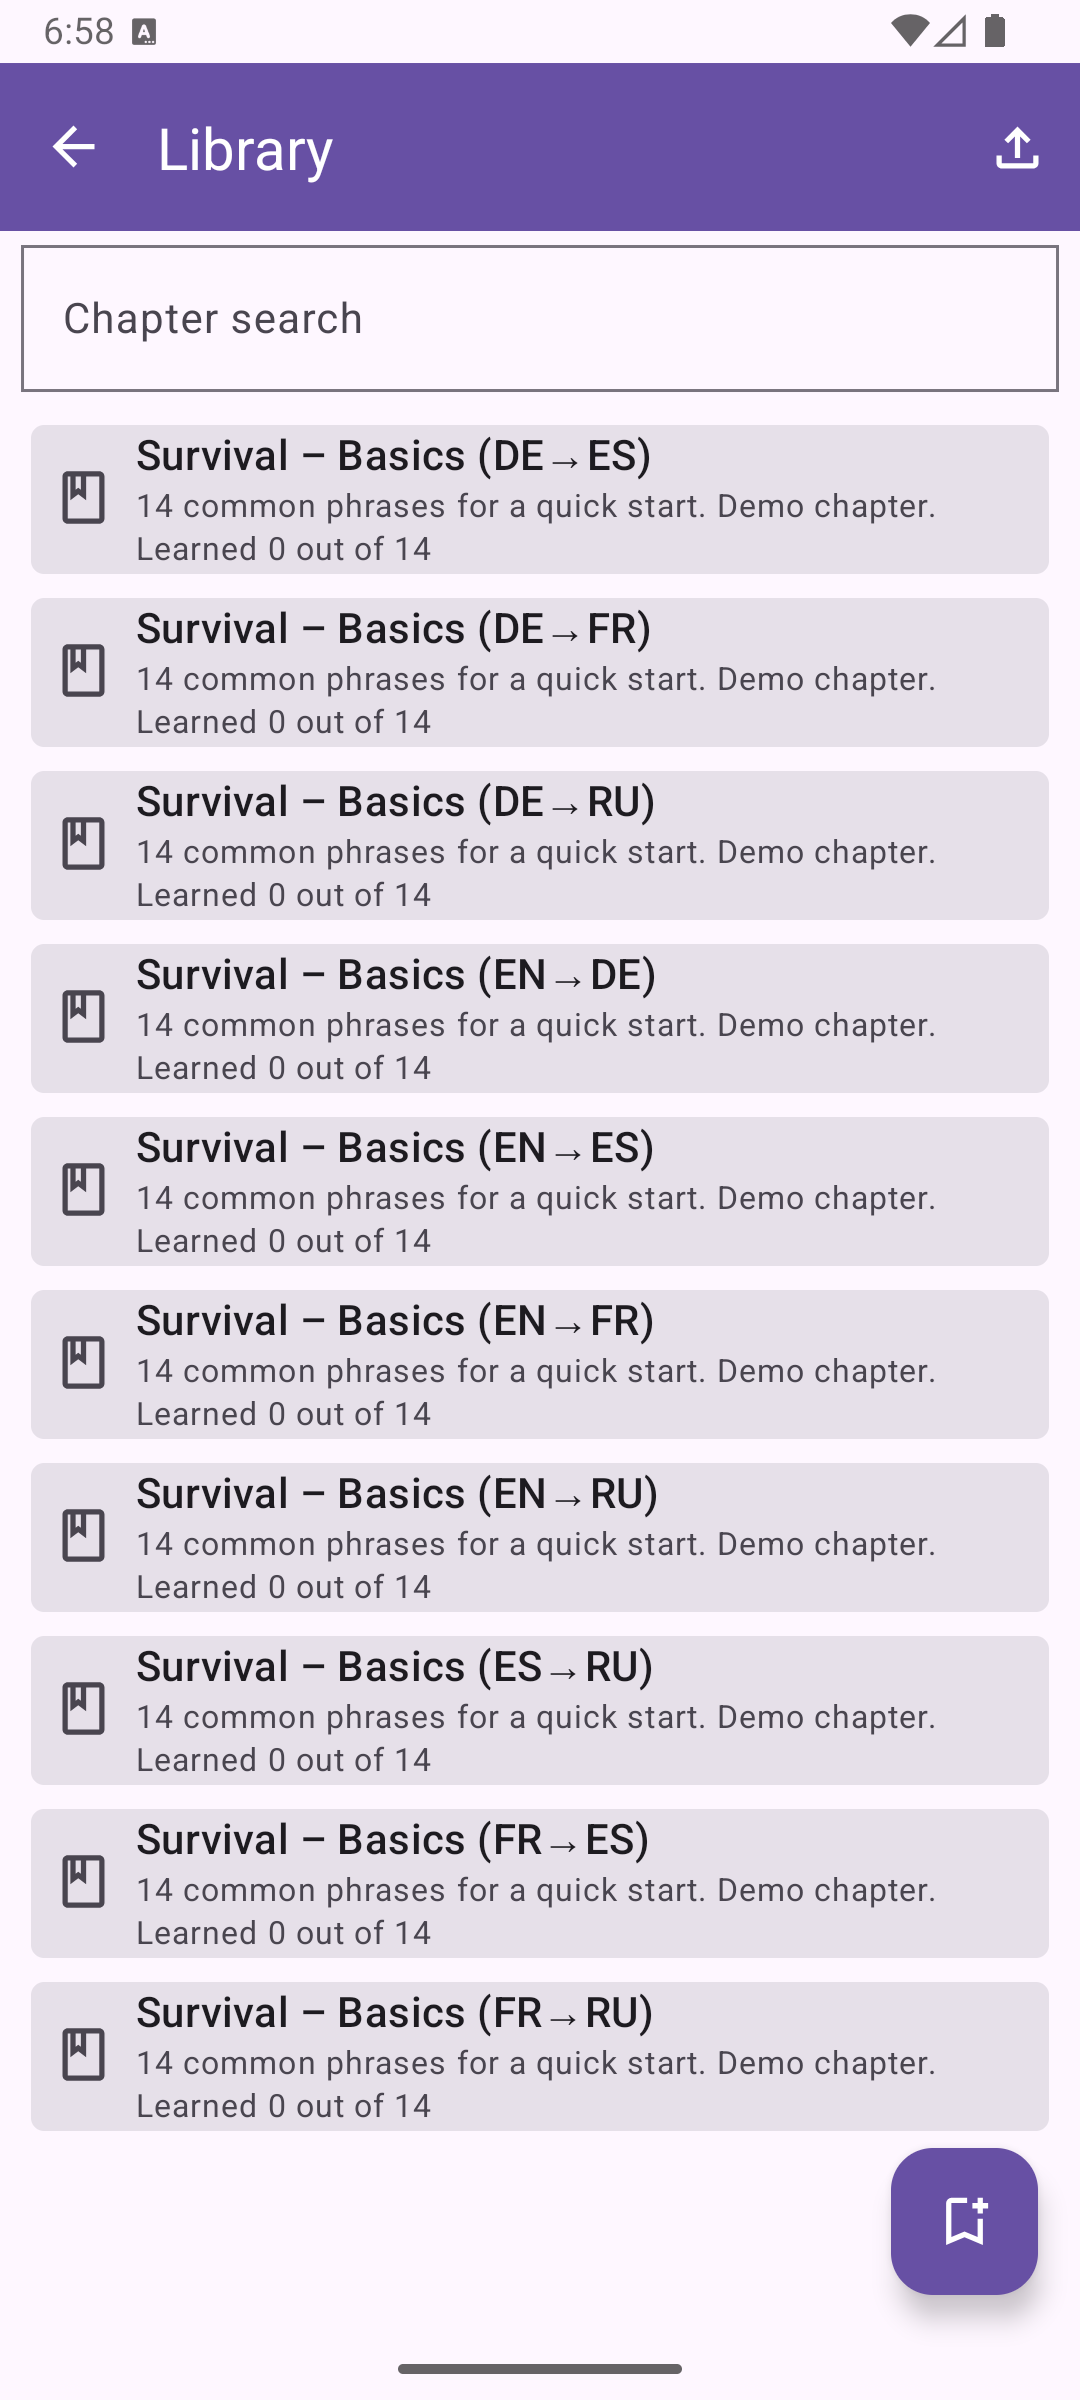 6:58
A
Library
Chapter search
Survival – Basics (DE→ES)
14 common phrases for a quick start. Demo chapter.
Learned 0 out of 14
Survival – Basics (DE→FR)
14 common phrases for a quick start. Demo chapter.
Learned 0 out of 14
Survival – Basics (DE→RU)
14 common phrases for a quick start. Demo chapter.
Learned 0 out of 14
Survival – Basics (EN→DE)
14 common phrases for a quick start. Demo chapter.
Learned 0 out of 14
Survival – Basics (EN→ES)
14 common phrases for a quick start. Demo chapter.
Learned 0 out of 14
Survival – Basics (EN→FR)
14 common phrases for a quick start. Demo chapter.
Learned 0 out of 14
Survival – Basics (EN→RU)
14 common phrases for a quick start. Demo chapter.
Learned 0 out of 14
Survival – Basics (ES→RU)
14 common phrases for a quick start. Demo chapter.
Learned 0 out of 14
Survival – Basics (FR→ES)
14 common phrases for a quick start. Demo chapter.
Learned 0 out of 14
Survival – Basics (FR→RU)
14 common phrases for a quick start. Demo chapter.
Learned 0 out of 14